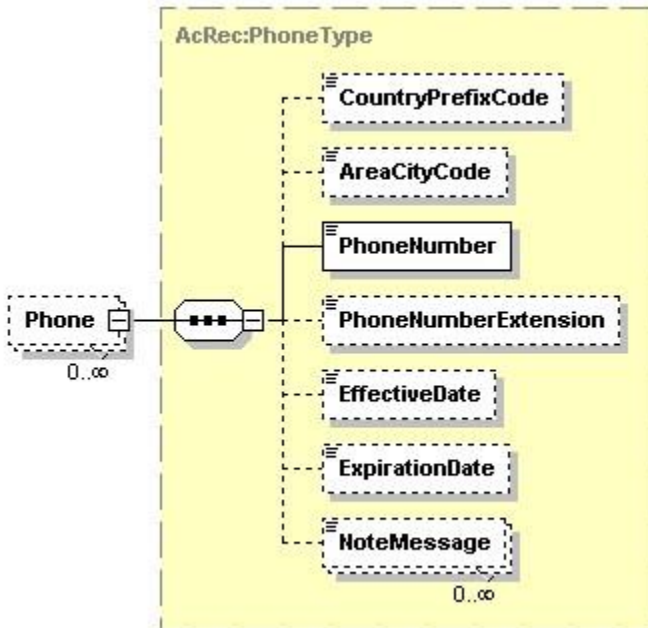 AcRec:PhoneType
CountryPrefixCode
AreaCityCode
PhoneNumber
Phone
0..∞
PhoneNumberExtension
EffectiveDate
ExpirationDate
NoteMessage
0..∞